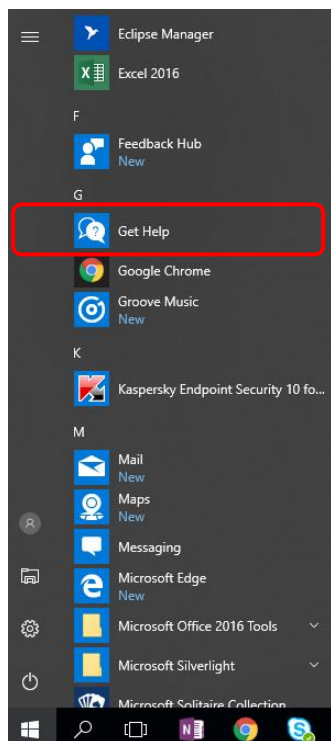 Eclipse Manager
Excel 2016
F
Feedback Hub
New
G
Get Help
Google Chrome
Groove Music
New
K
Kaspersky Endpoint Security 10 fo...
M
Mail
New
Maps
New
Messaging
Microsoft Edge
New
Microsoft Office 2016 Tools
Microsoft Silverlight
Microsoft Solitaire Collection